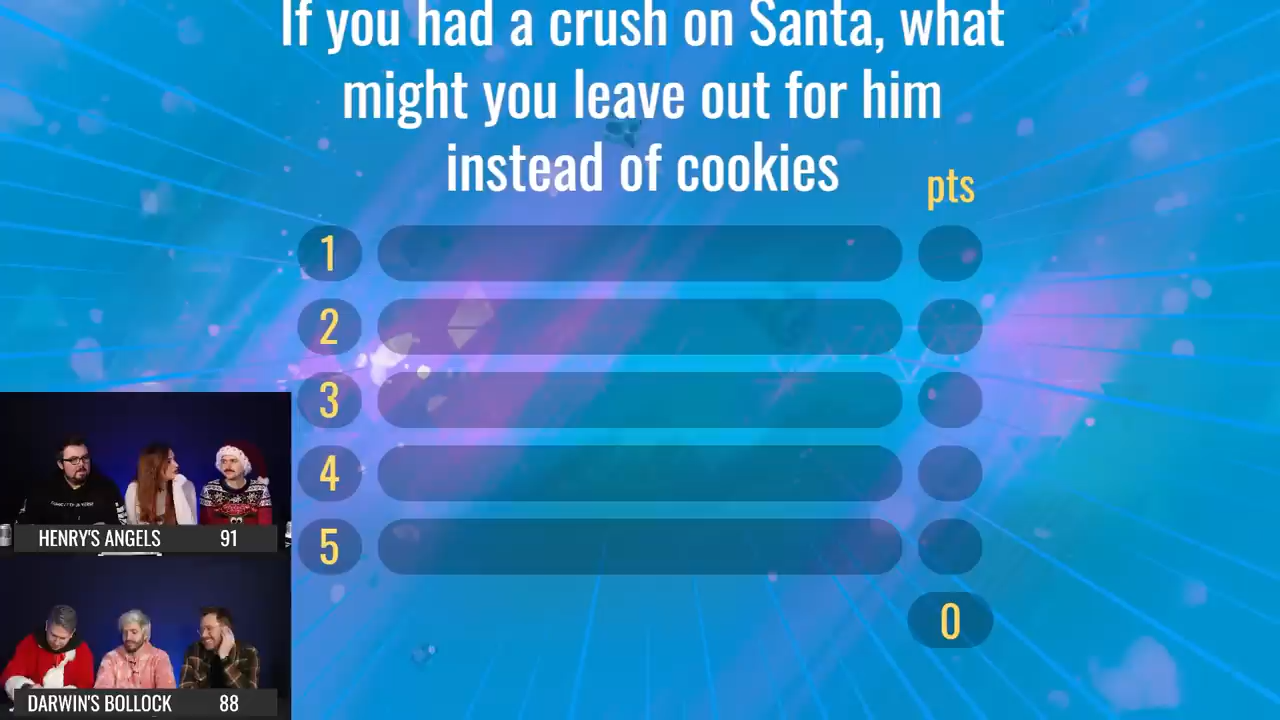 If you had a crush on Santa, what
might you leave out for him
instead of cookies
pts
1
2
3
4
5
0
HENRY'S ANGELS 91
DARWIN'S BOLLOCK 88